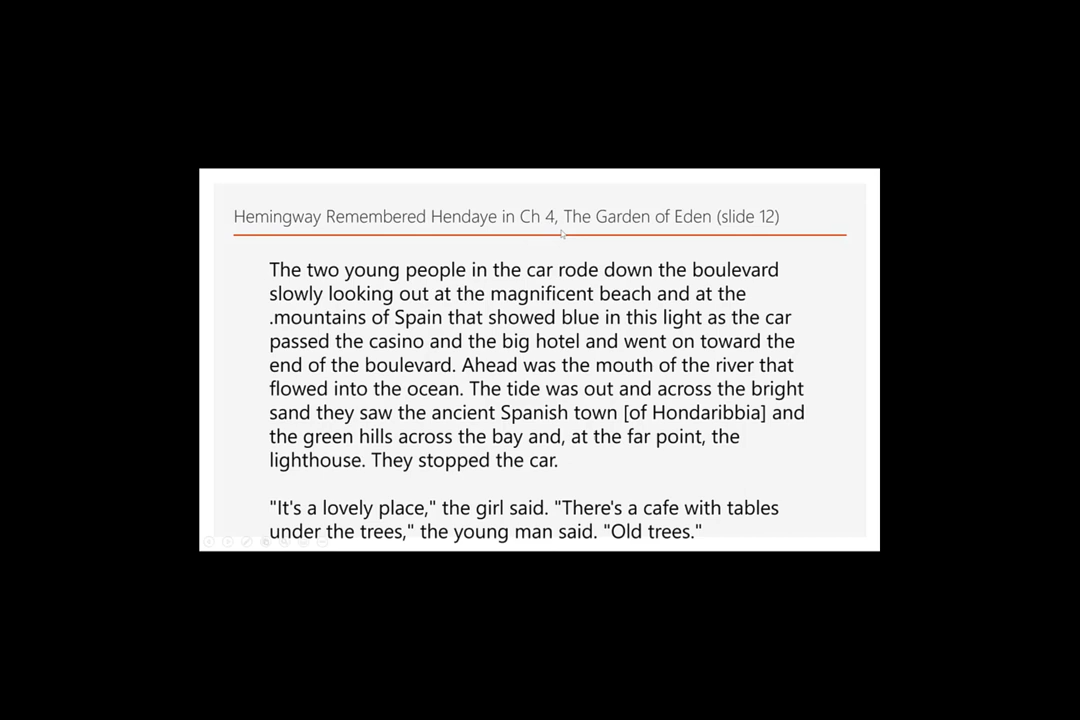 Hemingway Remembered Hendaye in Ch 4, The Garden of Eden (slide 12)
The two young people in the car rode down the boulevard
slowly looking out at the magnificent beach and at the
.mountains of Spain that showed blue in this light as the car
passed the casino and the big hotel and went on toward the
end of the boulevard. Ahead was the mouth of the river that
flowed into the ocean. The tide was out and across the bright
sand they saw the ancient Spanish town [of Hondaribbia] and
the green hills across the bay and, at the far point, the
lighthouse. They stopped the car.
"It's a lovely place," the girl said. "There's a cafe with tables
under the trees," the young man said. "Old trees."